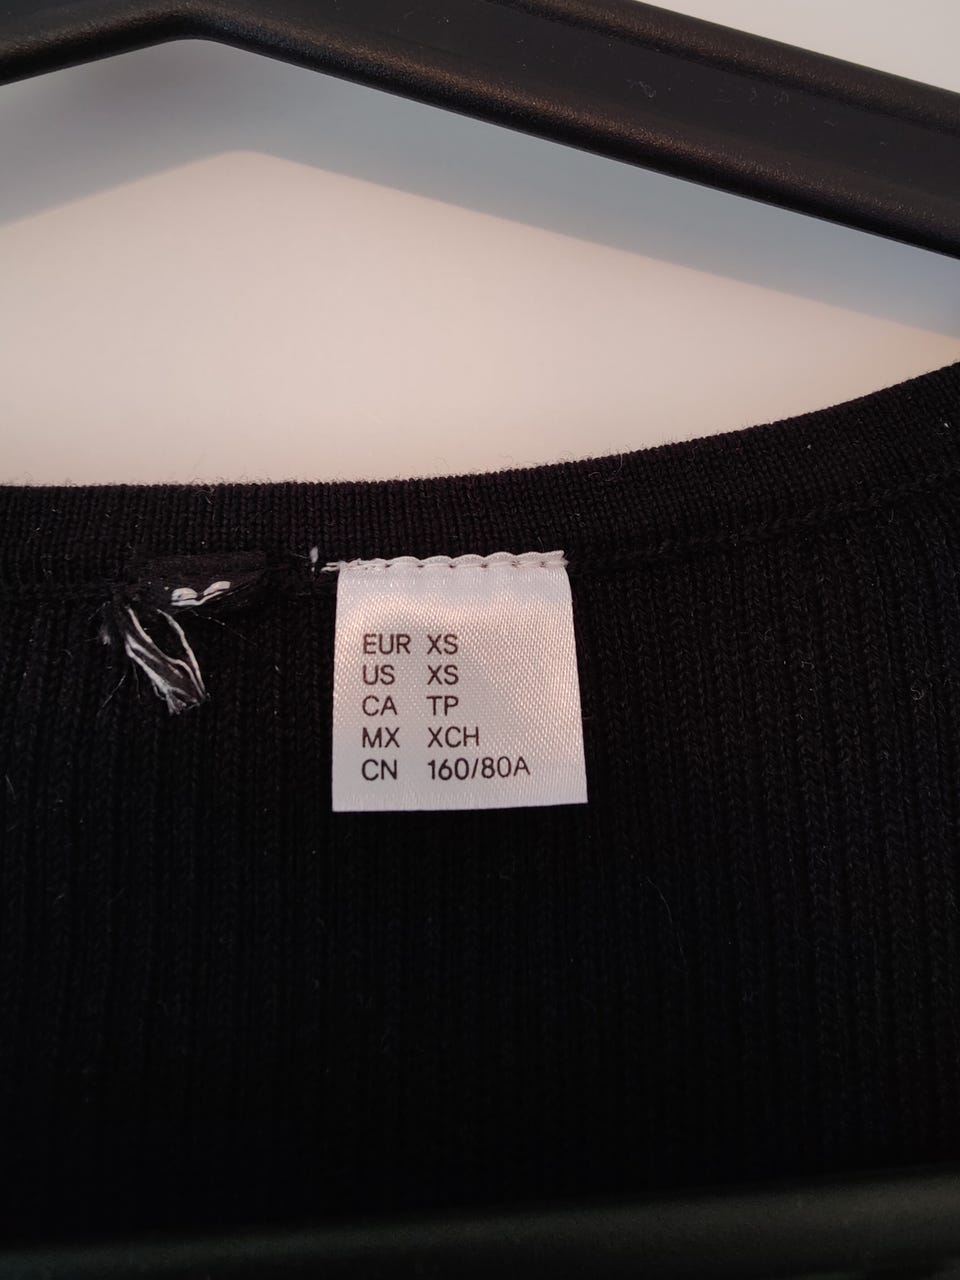 EUR XS
US XS
CA TP
MX XCH
CN 160/80A